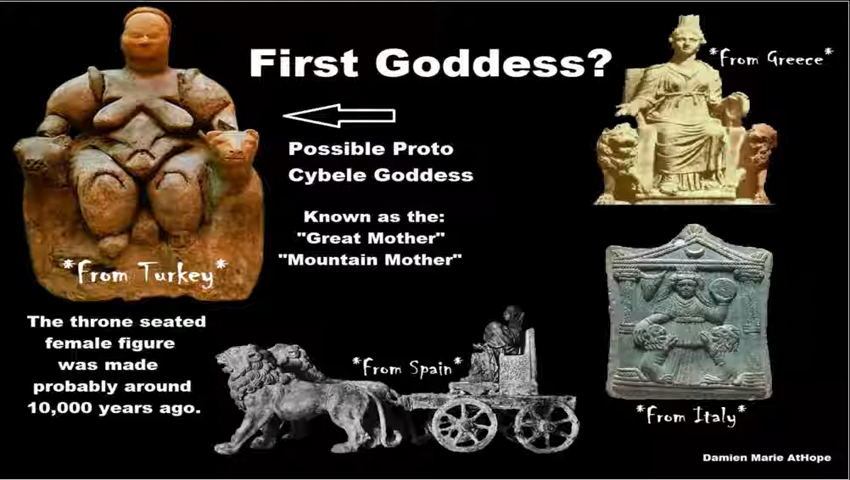 First Goddess?
*From Greece*
Possible Proto
Cybele Goddess
Known as the:
"Great Mother"
"Mountain Mother"
*From Turkey*
The throne seated
female figure
was made
probably around
10,000 years ago.
*From Spain*
*From Italy*
Damien Marie AtHope